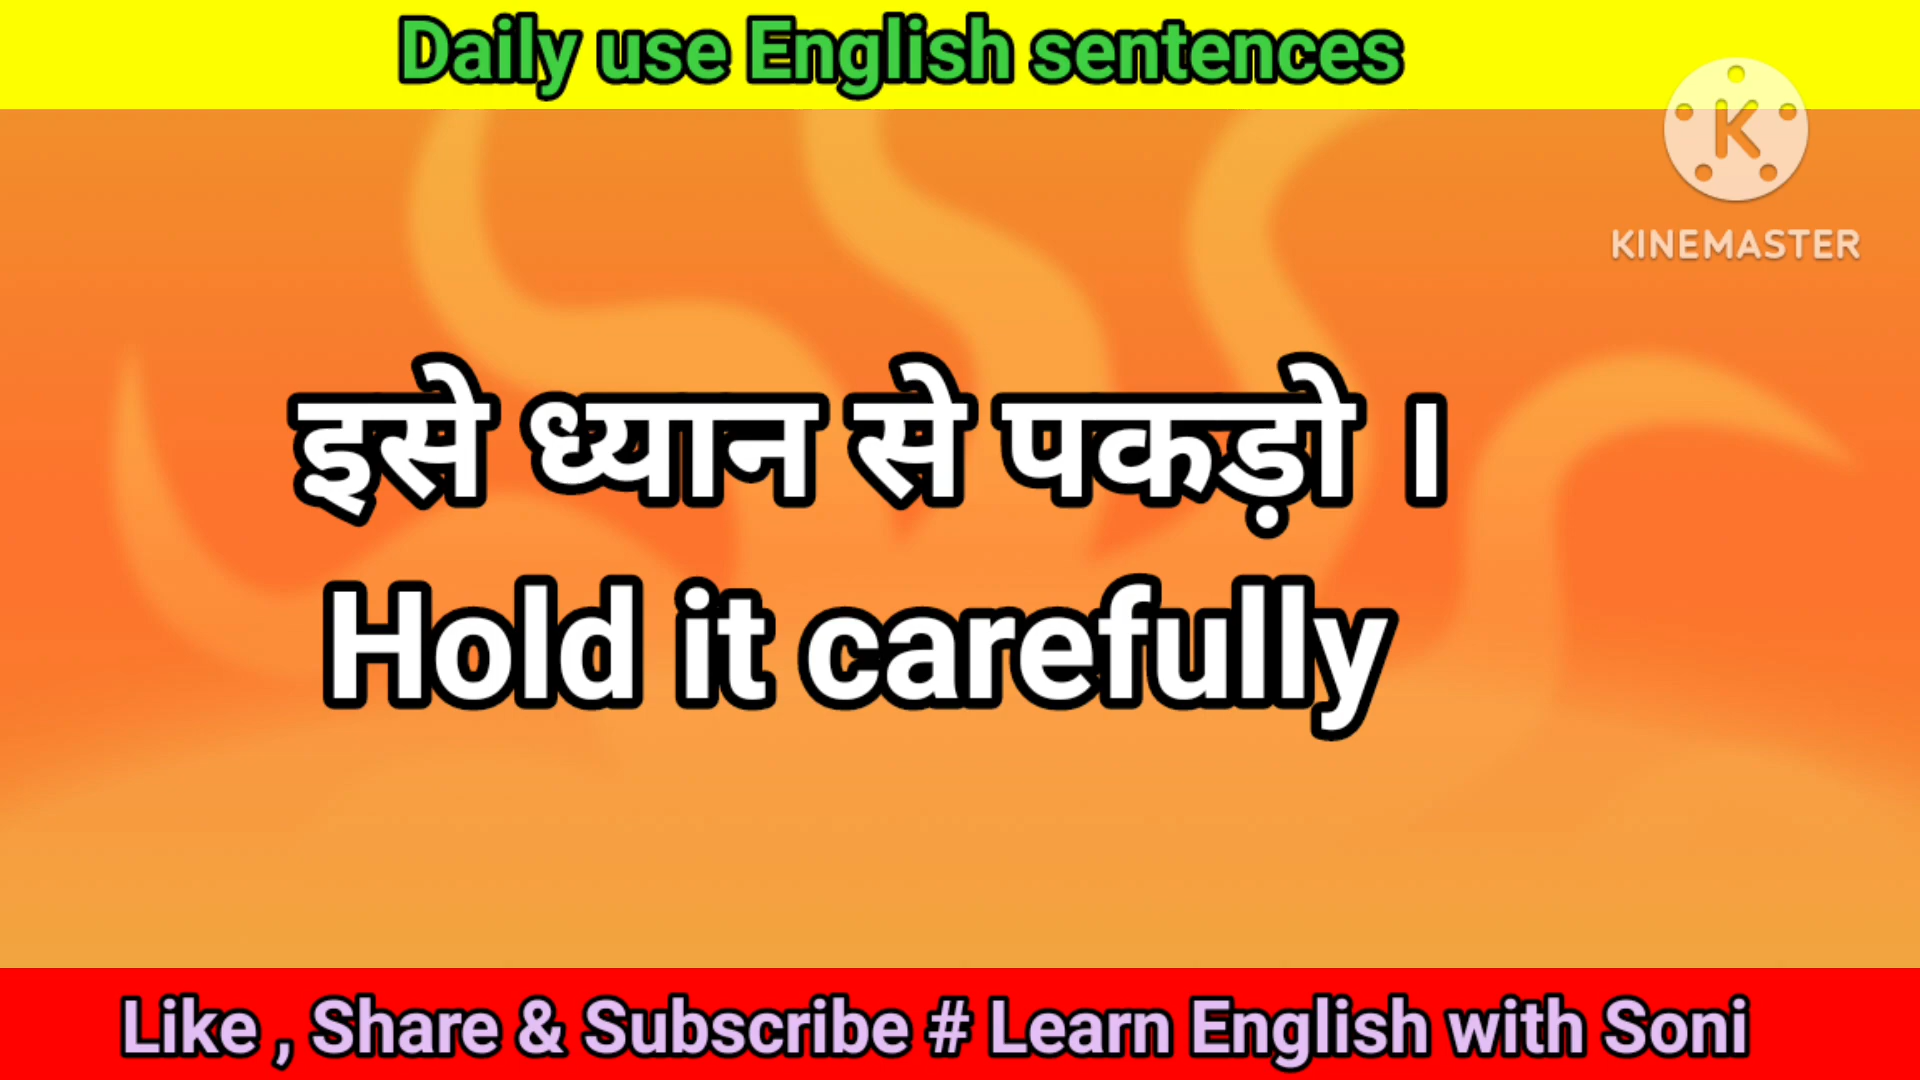 Daily use English sentences
K
KINEMASTER
इसे ध्यान से पकड़ो ।
Hold it carefully
Like , Share & Subscribe # Learn English with Soni